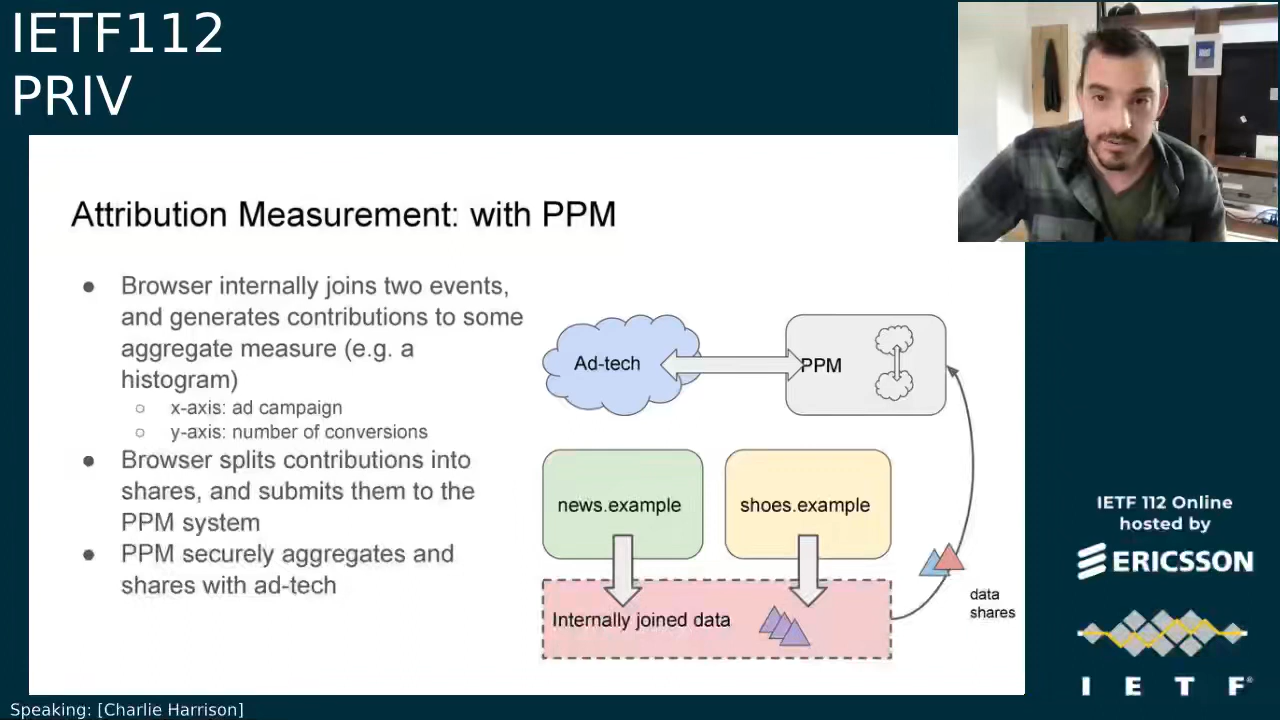 IETF112
PRIV
Attribution Measurement: with PPM
● Browser internally joins two events,
and generates contributions to some
aggregate measure (e.g. a
histogram)
○ x-axis: ad campaign
○ y-axis: number of conversions
● Browser splits contributions into
shares, and submits them to the
PPM system
● PPM securely aggregates and
shares with ad-tech
Ad-tech
PPM
news.example
shoes.example
Internally joined data
data
shares
IETF 112 Online
hosted by
ERICSSON
I E T F®
Speaking: [Charlie Harrison]